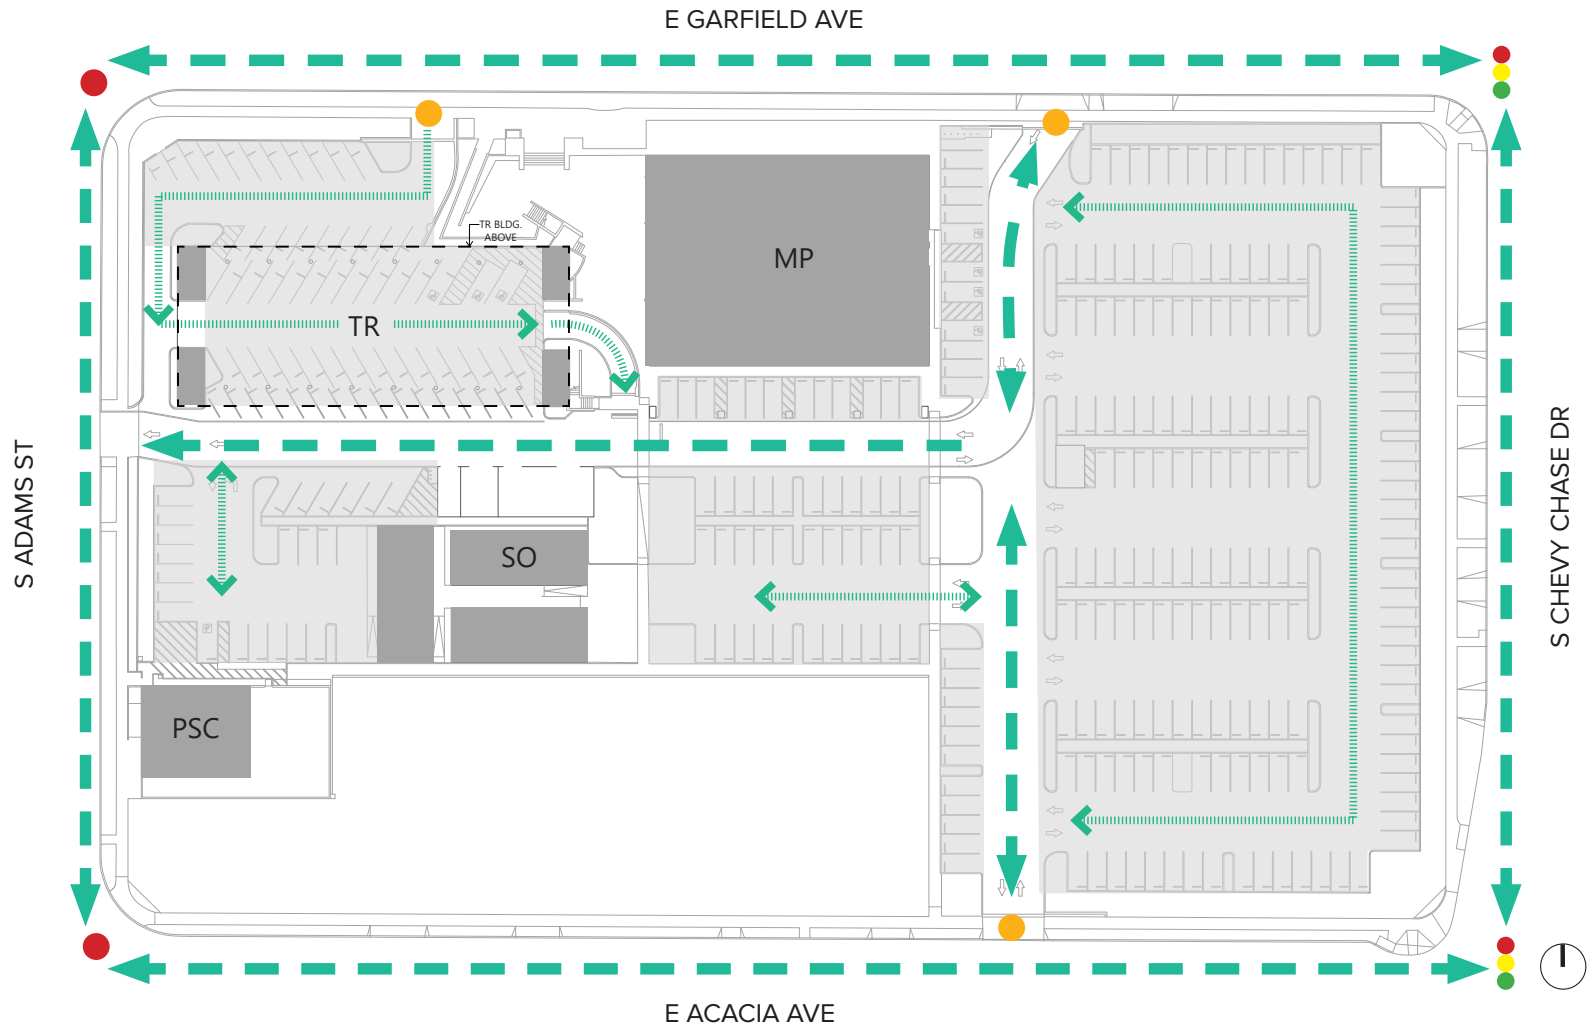 E GARFIELD AVE
TR BLDG.
ABOVE
MP
TR
S ADAMS ST
S CHEVY CHASE DR
SO
PSC
E ACACIA AVE